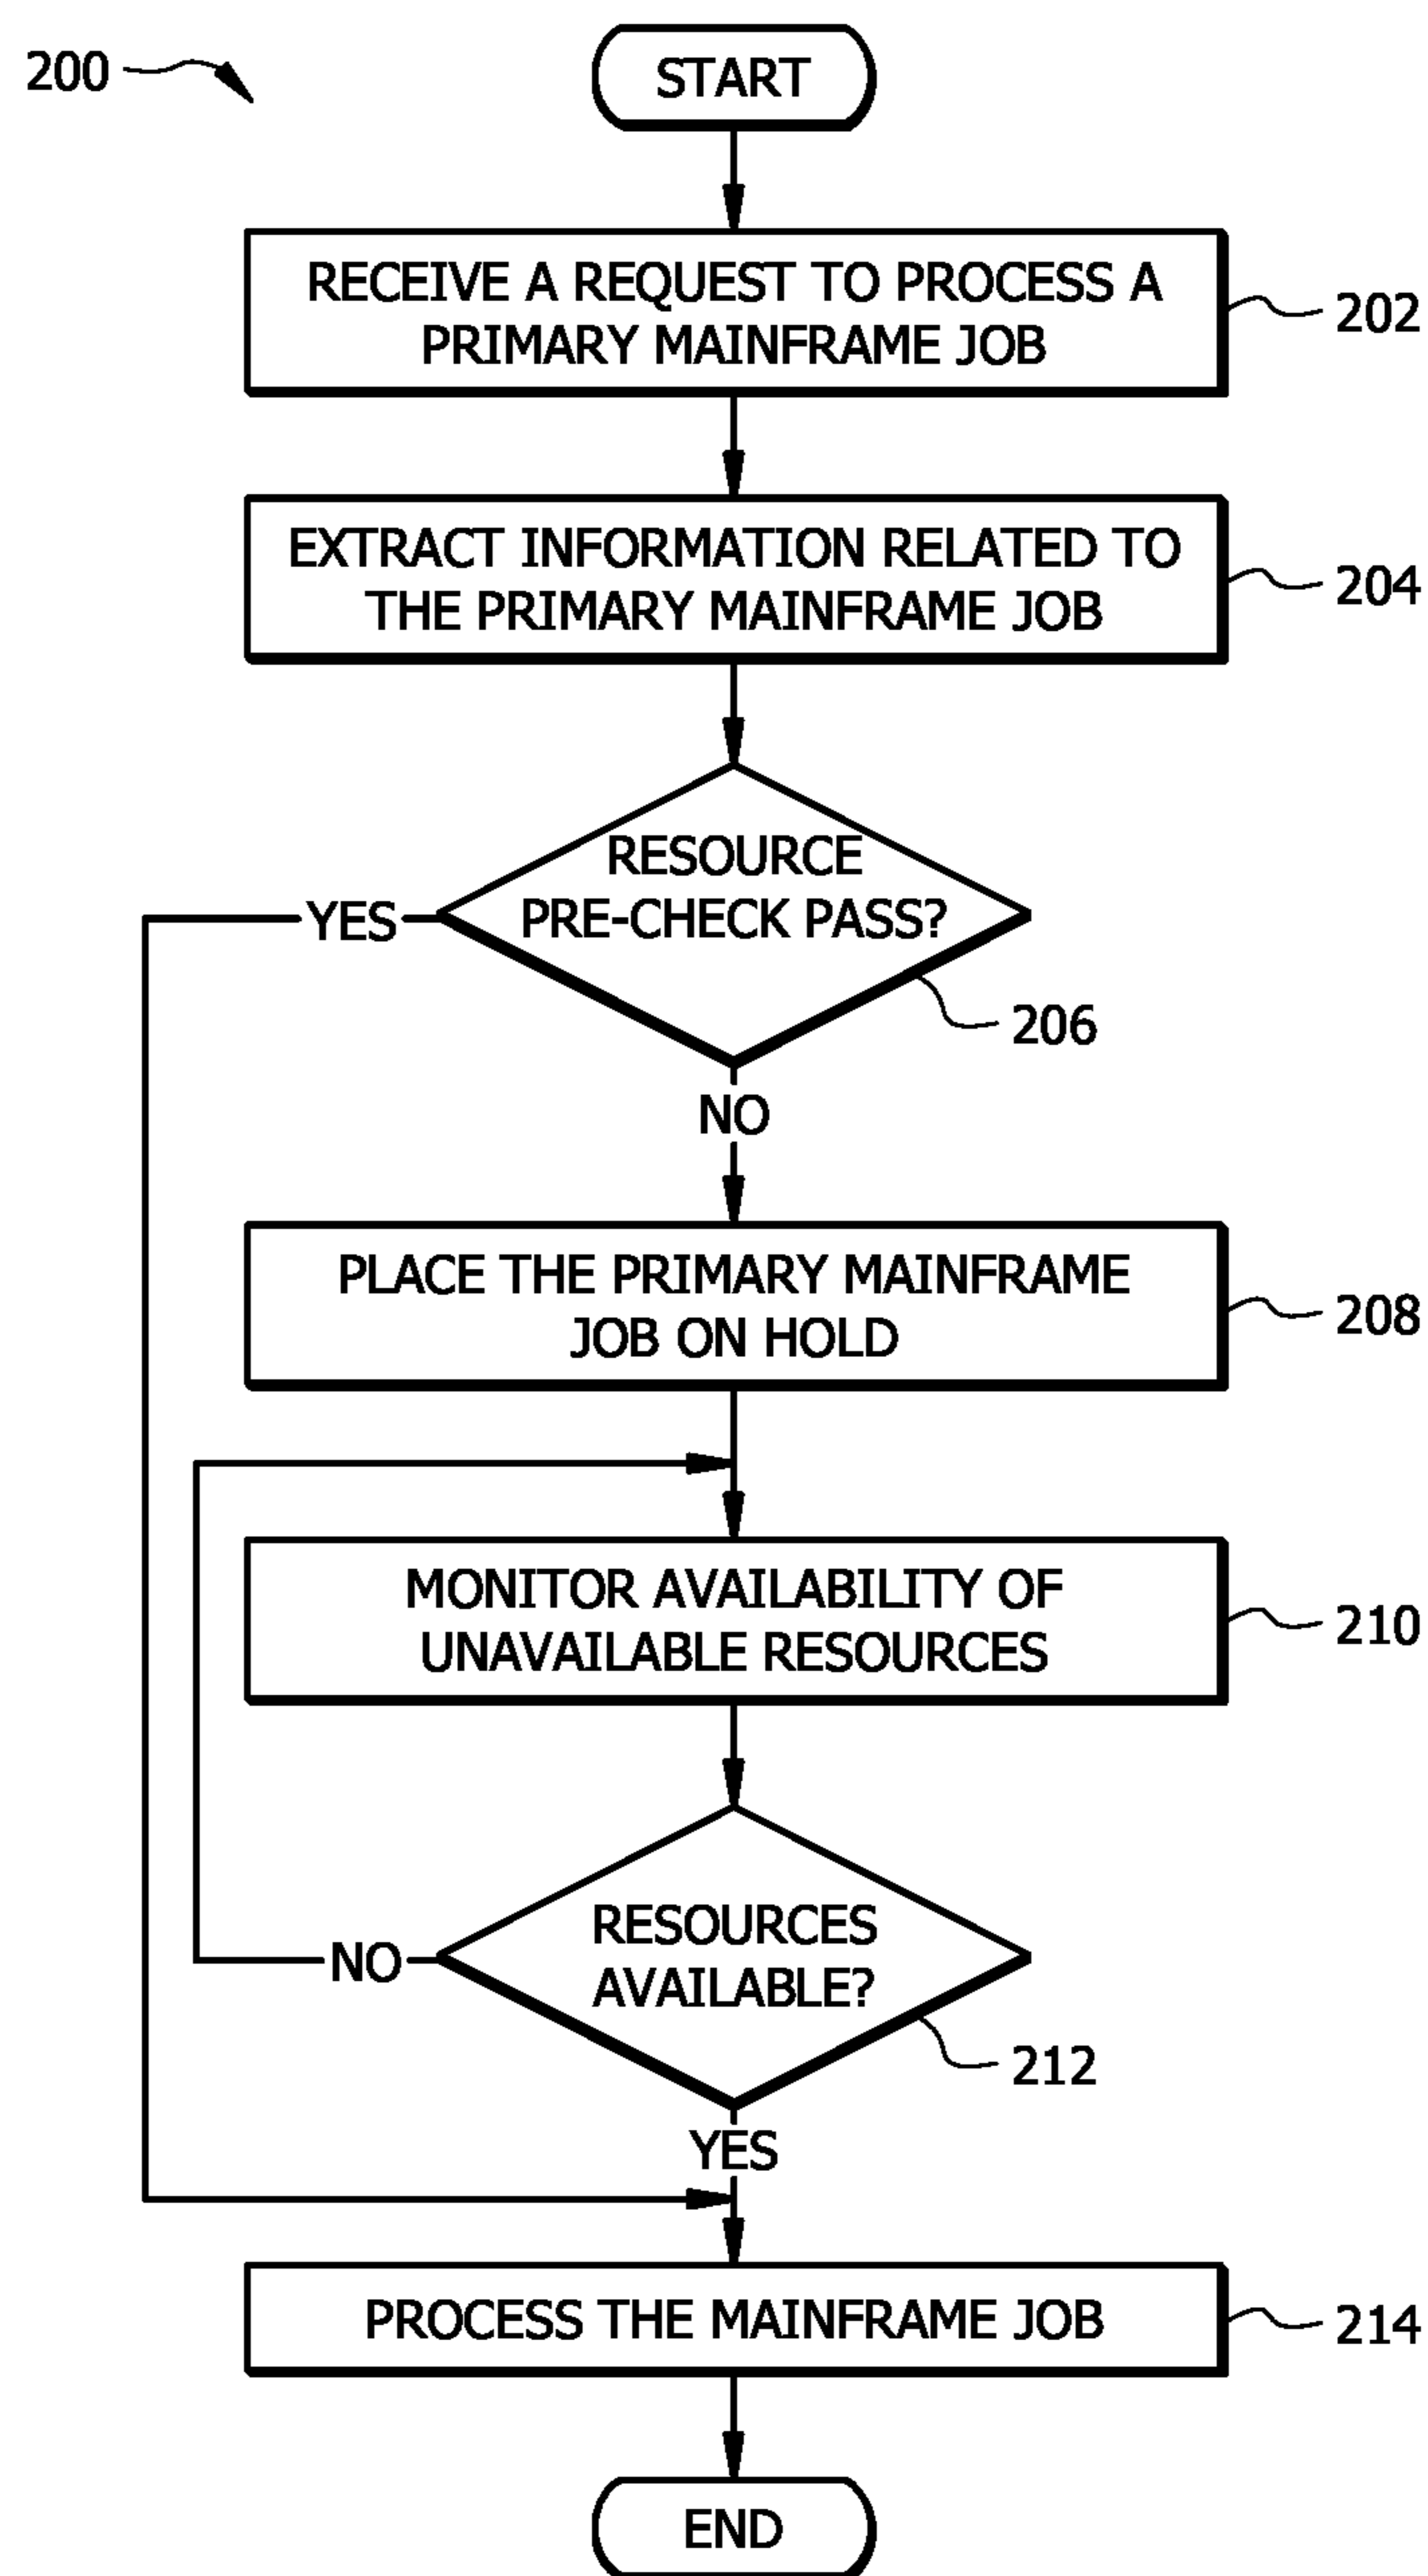 200
START
RECEIVE A REQUEST TO PROCESS A
PRIMARY MAINFRAME JOB
202
EXTRACT INFORMATION RELATED TO
THE PRIMARY MAINFRAME JOB
204
RESOURCE
PRE-CHECK PASS?
YES
206
NO
PLACE THE PRIMARY MAINFRAME
JOB ON HOLD
208
MONITOR AVAILABILITY OF
UNAVAILABLE RESOURCES
210
RESOURCES
AVAILABLE?
NO
212
YES
PROCESS THE MAINFRAME JOB
214
END